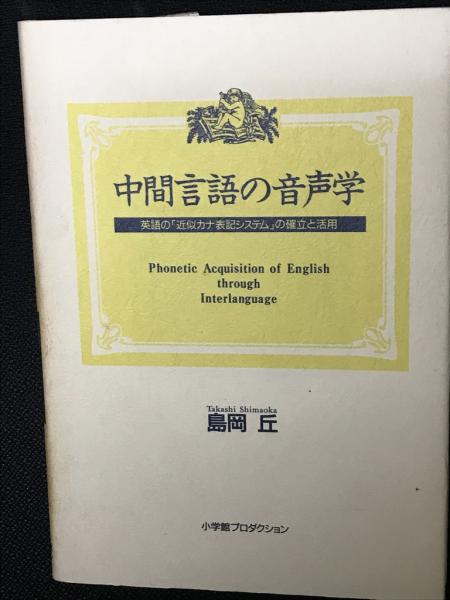 中間言語の音声学
英語の「近似カナ表記システム」の確立と活用
Phonetic Acquisition of English
through
Interlanguage
Takashi Shimaoka
島岡 丘
小学館プロダクション